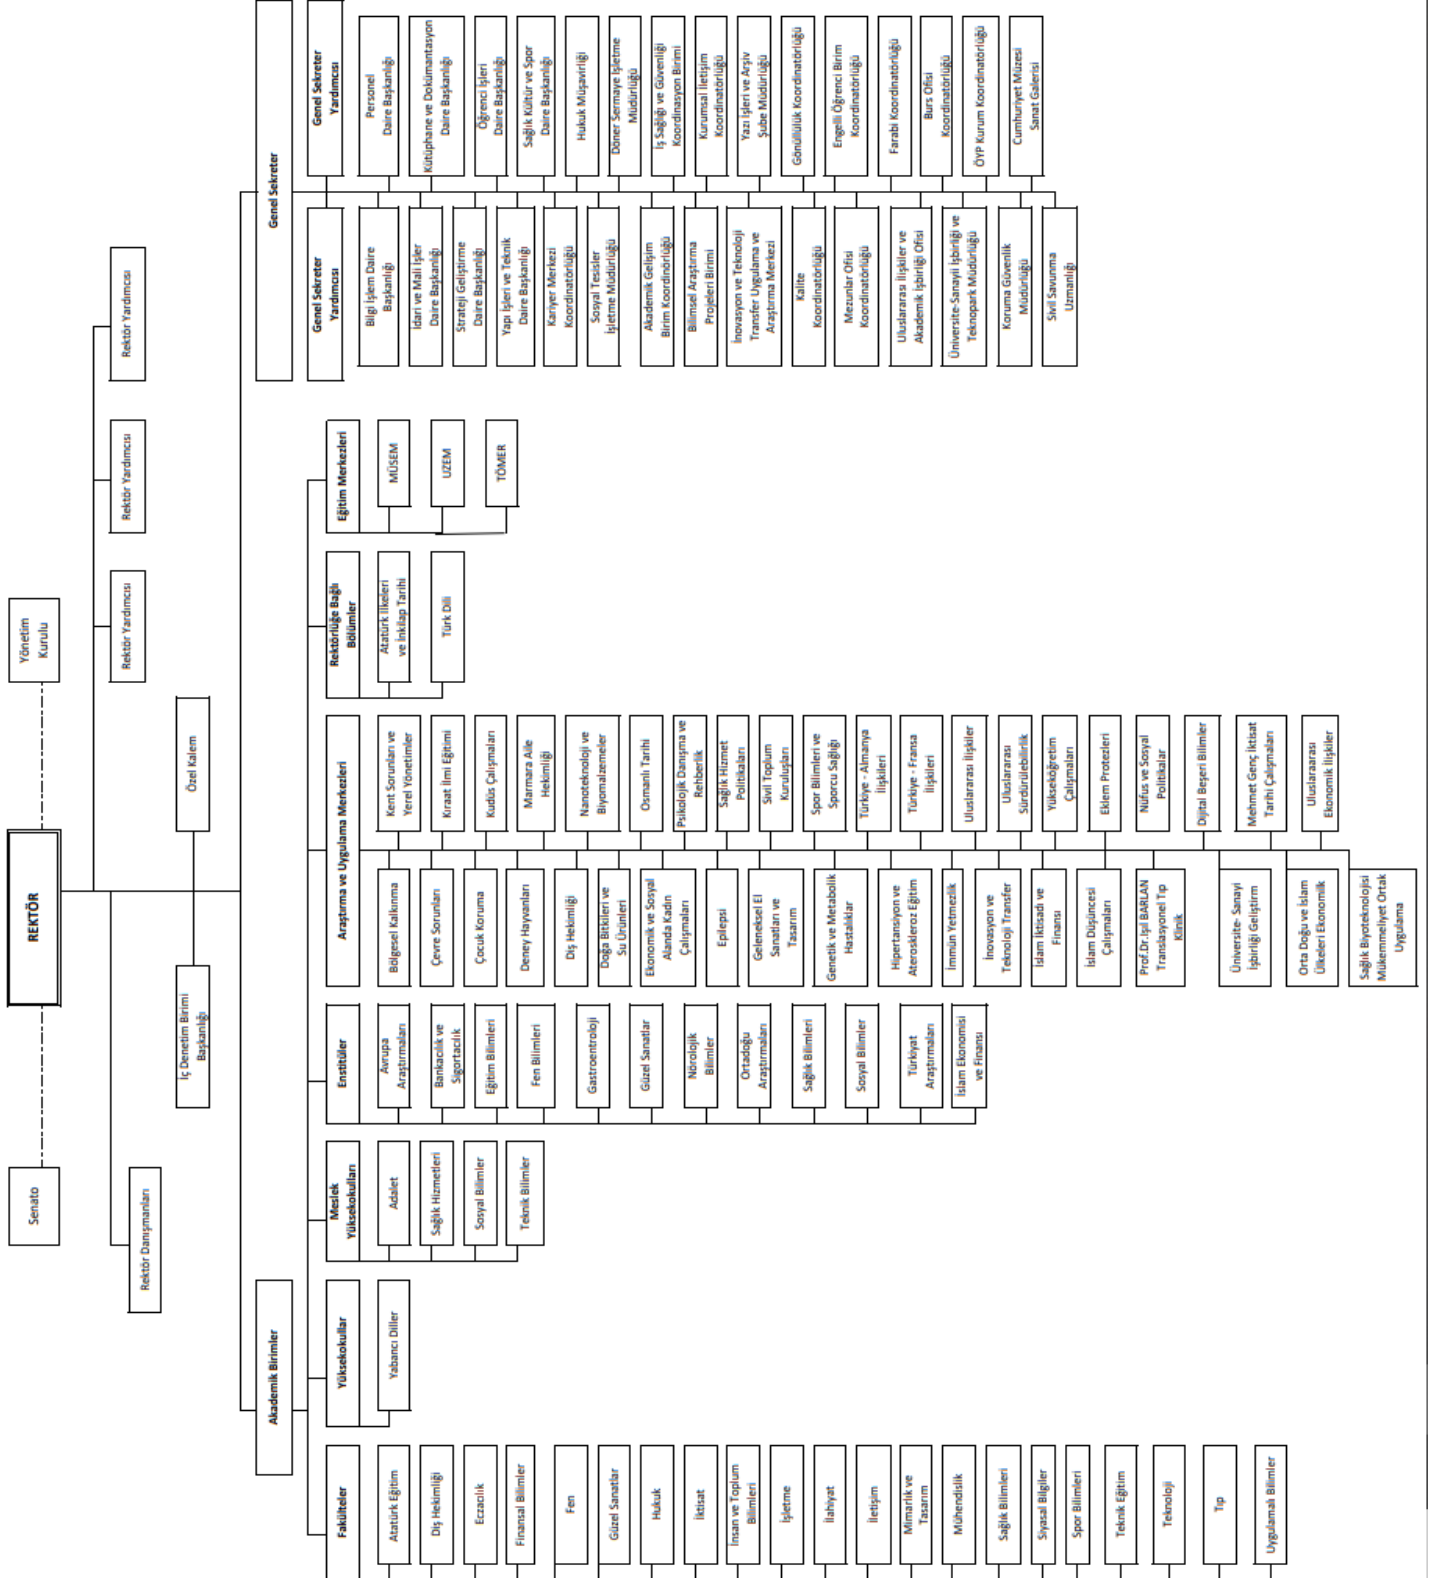 REKTÖR
Senato
Yönetim
Kurulu
Rektör Danışmanları
Rektör Yardımcısı
Rektör Yardımcısı
Rektör Yardımcısı
İç Denetim Birimi
Başkanlığı
Özel Kalem
Akademik Birimler
Genel Sekreter
Fakülteler
Atatürk Eğitim
Diş Hekimliği
Eczacılık
Finansal Bilimler
Fen
Güzel Sanatlar
Hukuk
İktisat
İnsan ve Toplum
Bilimleri
İşletme
İlahiyat
İletişim
Mimarlık ve
Tasarım
Mühendislik
Sağlık Bilimleri
Siyasal Bilgiler
Spor Bilimleri
Teknik Eğitim
Teknoloji
Tıp
Uygulamalı Bilimler
Yüksekokullar
Yabancı Diller
Meslek
Yüksekokulları
Adalet
Sağlık Hizmetleri
Sosyal Bilimler
Teknik Bilimler
Enstitüler
Avrupa
Araştırmaları
Bankacılık ve
Sigortacılık
Eğitim Bilimleri
Fen Bilimleri
Gastroentroloji
Güzel Sanatlar
Nörolojik
Bilimler
Ortadoğu
Araştırmaları
Sağlık Bilimleri
Sosyal Bilimler
Türkiyat
Araştırmaları
İslam Ekonomisi
ve Finansı
Araştırma ve Uygulama Merkezleri
Bölgesel Kalkınma
Çevre Sorunları
Çocuk Koruma
Deney Hayvanları
Diş Hekimliği
Doğa Bitkileri ve
Su Ürünleri
Ekonomik ve Sosyal
Alanda Kadın
Çalışmaları
Epilepsi
Geleneksel El
Sanatları ve
Tasarım
Genetik ve Metabolik
Hastalıklar
Hipertansiyon ve
Ateroskleroz Eğitim
İmmün Yetmezlik
İnovasyon ve
Teknoloji Transfer
İslam İktisadı ve
Finansı
İslam Düşüncesi
Çalışmaları
Prof.Dr.Işıl BARLAN
Translasyonel Tıp
Klinik
Üniversite- Sanayi
İşbirliği Geliştirm
Orta Doğu ve İslam
Ülkeleri Ekonomilk
Sağlık Biyoteknolojisi
Mükemmeliyet Ortak
Uygulama
Kent Sorunları ve
Yerel Yönetimler
Kıraat İlmi Eğitimi
Kudüs Çalışmaları
Marmara Aile
Hekimliği
Nanoteknoloji ve
Biyomalzemeler
Osmanlı Tarihi
Psikolojik Danışma ve
Rehberlik
Sağlık Hizmet
Politikaları
Sivil Toplum
Kuruluşları
Spor Bilimleri ve
Sporcu Sağlığı
Türkiye - Almanya
İlişkileri
Türkiye - Fransa
İlişkileri
Uluslararası İlişkiler
Uluslararası
Sürdürülebilirlik
Yükseköğretim
Çalışmaları
Eklem Protezleri
Nüfus ve Sosyal
Politikalar
Dijital Beşeri Bilimler
Mehmet Genç İktisat
Tarihi Çalışmaları
Uluslararaarası
Ekonomik İlişkiler
Rektörlüğe Bağlı
Bölümler
Atatürk İlkeleri
ve İnkilap Tarihi
Türk Dili
Eğitim Merkezleri
MÜSEM
UZEM
TÖMER
Genel Sekreter
Yardımcısı
Bilgi İşlem Daire
Başkanlığı
İdari ve Mali İşler
Daire Başkanlığı
Strateji Geliştirme
Daire Başkanlığı
Yapı İşleri ve Teknik
Daire Başkanlığı
Kariyer Merkezi
Koordinatörlüğü
Sosyal Tesisler
İşletme Müdürlüğü
Akademik Gelişim
Birim Koordinörlüğü
Bilimsel Araştırma
Projeleri Birimi
İnovasyon ve Teknoloji
Transfer Uygulama ve
Araştırma Merkezi
Kalite
Koordinatörlüğü
Mezunlar Ofisi
Koordinatörlüğü
Uluslararası İlişkiler ve
Akademik İşbirliği Ofisi
Üniversite-Sanayii İşbirliği ve
Teknopark Müdürlüğü
Koruma Güvenlik
Müdürlüğü
Sivil Savunma
Uzmanlığı
Genel Sekreter
Yardımcısı
Personel
Daire Başkanlığı
Kütüphane ve Dokümantasyon
Daire Başkanlığı
Öğrenci İşleri
Daire Başkanlığı
Sağlık Kültür ve Spor
Daire Başkanlığı
Hukuk Müşavirliği
Döner Sermaye İşletme
Müdürlüğü
İş Sağlığı ve Güvenliği
Koordinasyon Birimi
Kurumsal İletişim
Koordinatörlüğü
Yazı İşleri ve Arşiv
Şube Müdürlüğü
Gönüllülük Koordinatörlüğü
Engelli Öğrenci Birim
Koordinatörlüğü
Farabi Koordinatörlüğü
Burs Ofisi
Koordinatörlüğü
ÖYP Kurum Koordinatörlüğü
Cumhuriyet Müzesi
Sanat Galerisi